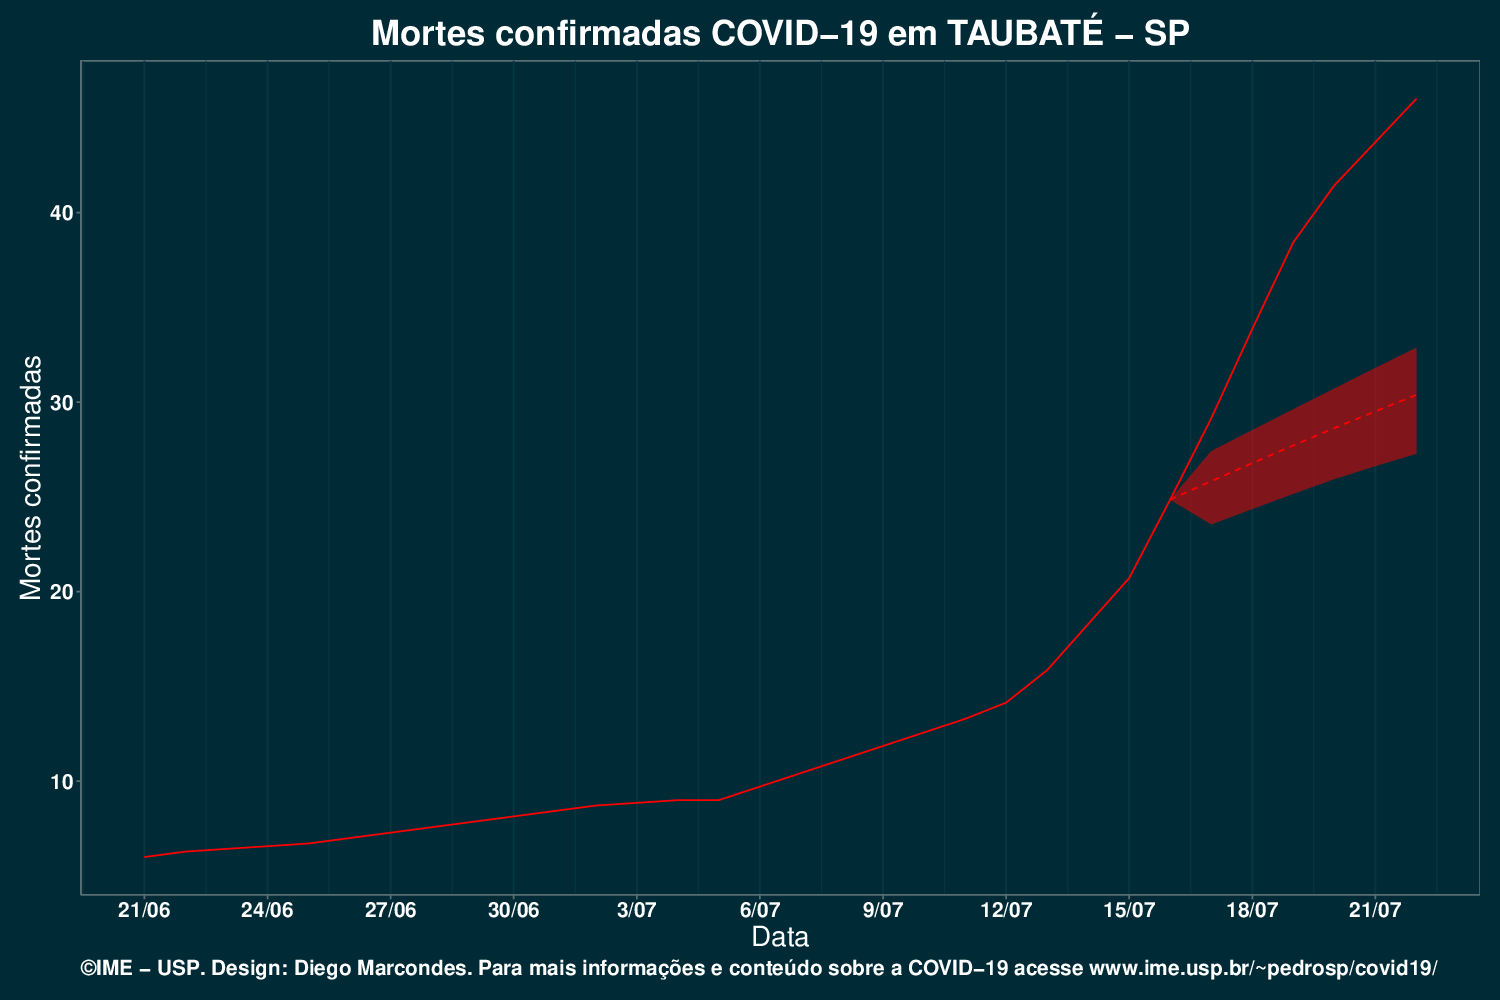 Mortes confirmadas COVID−19 em TAUBATÉ − SP
Mortes confirmadas
40
30
20
10
21/06 24/06 27/06 30/06 3/07 6/07 9/07 12/07 15/07 18/07 21/07
Data
©IME − USP. Design: Diego Marcondes. Para mais informações e conteúdo sobre a COVID−19 acesse www.ime.usp.br/~pedrosp/covid19/